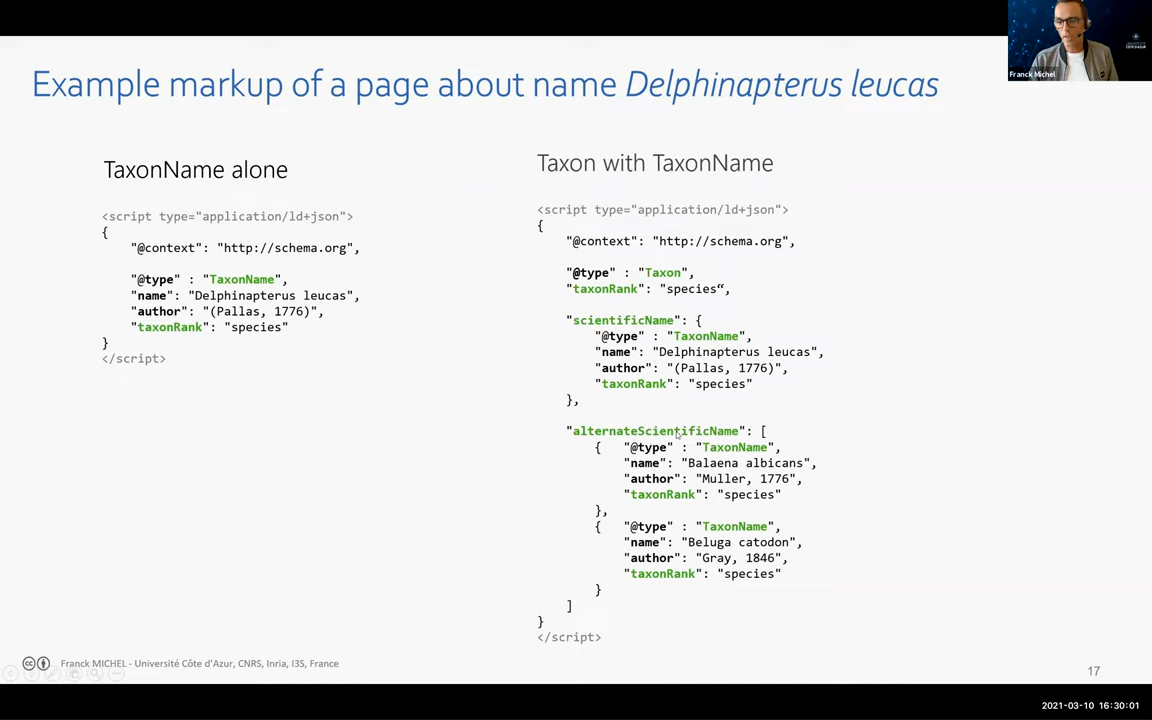 Example markup of a page about name Delphinapterus leucas
Franck Michel
TaxonName alone
<script type="application/ld+json">
{
"@context": "http://schema.org",
"@type" : "TaxonName",
"name": "Delphinapterus leucas",
"author": "(Pallas, 1776)",
"taxonRank": "species"
}
</script>
Taxon with TaxonName
<script type="application/ld+json">
{
"@context": "http://schema.org",
"@type" : "Taxon",
"taxonRank": "species“,
"scientificName": {
"@type" : "TaxonName",
"name": "Delphinapterus leucas",
"author": "(Pallas, 1776)",
"taxonRank": "species"
},
"alternateScientificName": [
{ "@type" : "TaxonName",
"name": "Balaena albicans",
"author": "Muller, 1776",
"taxonRank": "species"
},
{ "@type" : "TaxonName",
"name": "Beluga catodon",
"author": "Gray, 1846",
"taxonRank": "species"
}
]
}
</script>
Franck MICHEL - Université Côte d'Azur, CNRS, Inria, I3S, France
17
2021-03-10 16:30:01